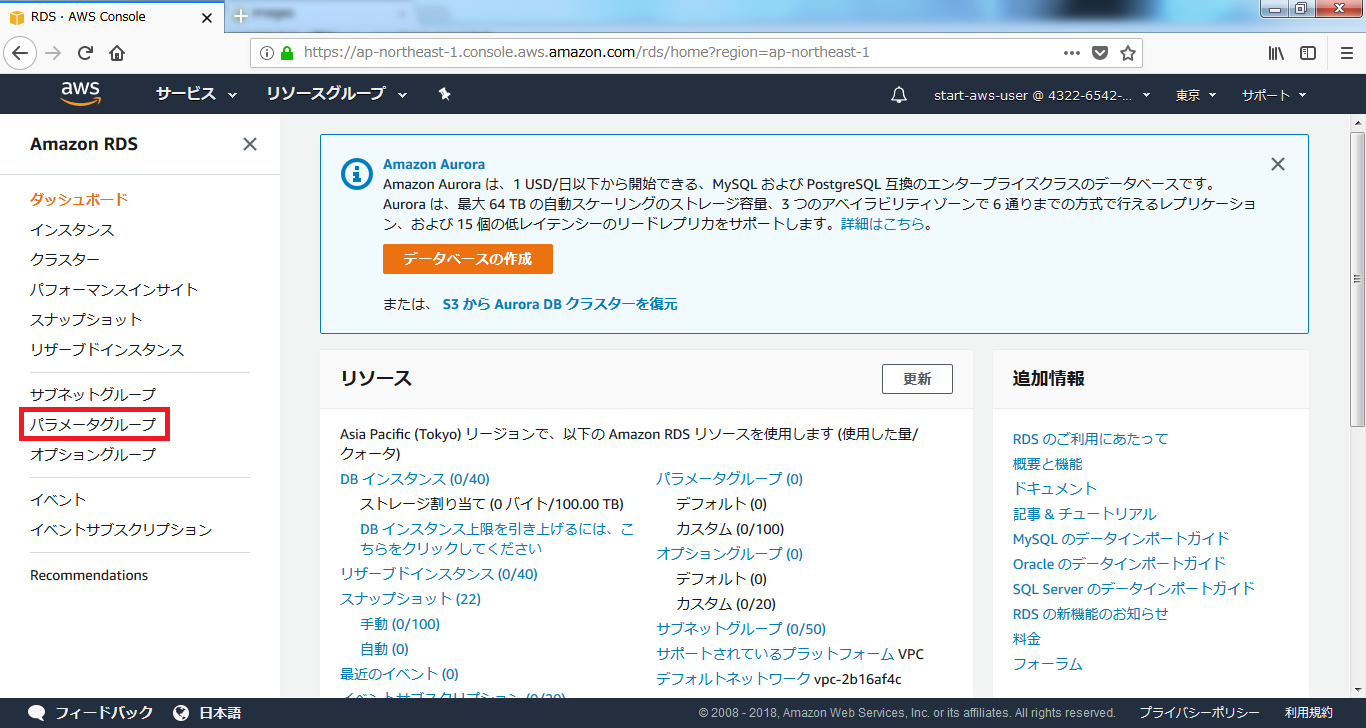 RDS · AWS Console
https://ap-northeast-1.console.aws.amazon.com/rds/home?region=ap-northeast-1
aws
サービス
リソースグループ
start-aws-user @ 4322-6542-...
東京
サポート
Amazon RDS
ダッシュボード
インスタンス
クラスター
パフォーマンスインサイト
スナップショット
リザーブドインスタンス
サブネットグループ
パラメータグループ
オプショングループ
イベント
イベントサブスクリプション
Recommendations
Amazon Aurora
Amazon Aurora は、1 USD/日以下から開始できる、MySQL および PostgreSQL 互換のエンタープライズクラスのデータベースです。
Aurora は、最大 64 TB の自動スケーリングのストレージ容量、3 つのアベイラビリティゾーンで 6 通りまでの方式で行えるレプリケーショ
ン、および 15 個の低レイテンシーのリードレプリカをサポートします。詳細はこちら。
データベースの作成
または、 S3 から Aurora DB クラスターを復元
リソース
更新
Asia Pacific (Tokyo) リージョンで、以下の Amazon RDS リソースを使用します (使用した量/
クォータ)
DB インスタンス (0/40)
ストレージ割り当て (0 バイト/100.00 TB)
DB インスタンス上限を引き上げるには、こ
ちらをクリックしてください
リザーブドインスタンス (0/40)
スナップショット (22)
手動 (0/100)
自動 (0)
最近のイベント (0)
イベントサブスクリプション (0/20)
パラメータグループ (0)
デフォルト (0)
カスタム (0/100)
オプショングループ (0)
デフォルト (0)
カスタム (0/20)
サブネットグループ (0/50)
サポートされているプラットフォーム VPC
デフォルトネットワーク vpc-2b16af4c
追加情報
RDS のご利用にあたって
概要と機能
ドキュメント
記事 & チュートリアル
MySQL のデータインポートガイド
Oracle のデータインポートガイド
SQL Server のデータインポートガイド
RDS の新機能のお知らせ
料金
フォーラム
フィードバック
日本語
© 2008 - 2018, Amazon Web Services, Inc. or its affiliates. All rights reserved.
プライバシーポリシー
利用規約